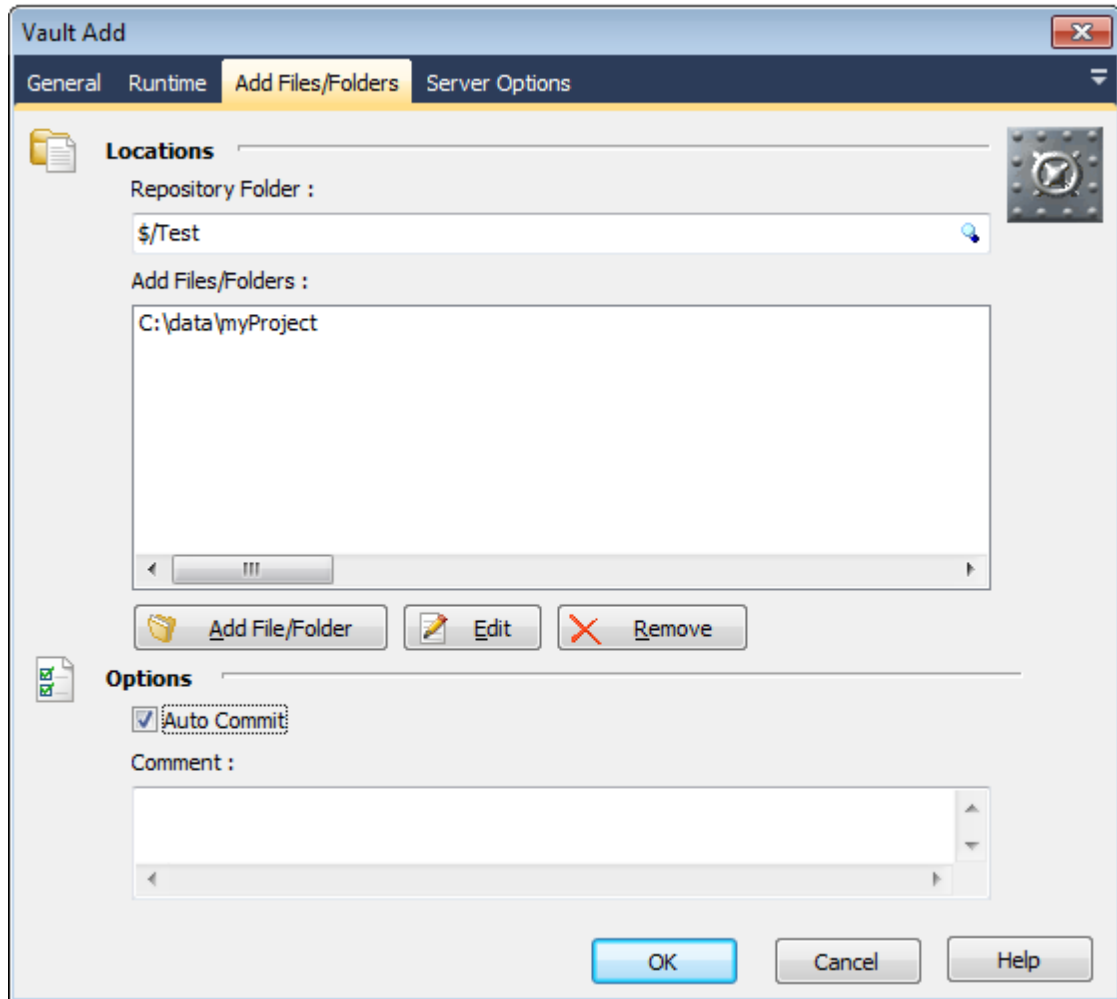 Vault Add
General Runtime Add Files/Folders Server Options
Locations
Repository Folder :
$/Test
Add Files/Folders :
C:\data\myProject
Add File/Folder Edit Remove
Options
Auto Commit
Comment :
OK Cancel Help